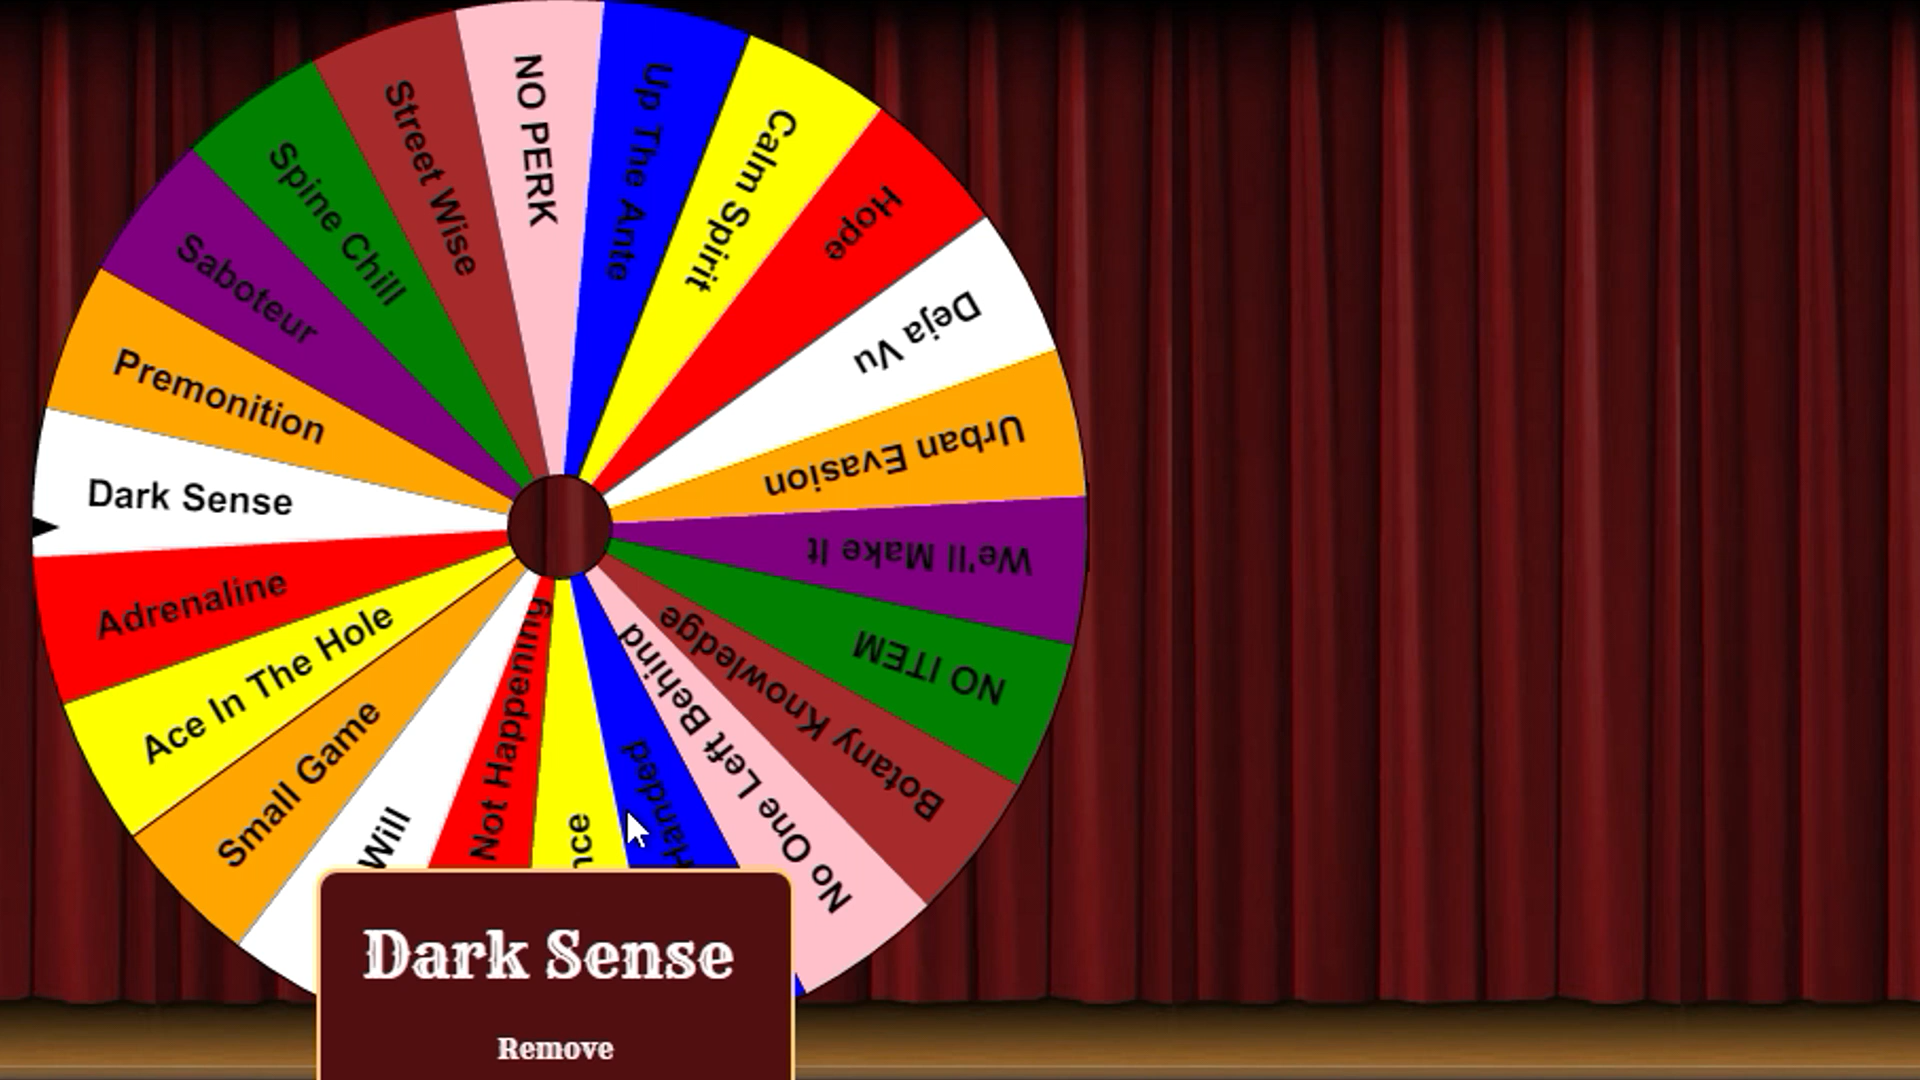 NO PERK
Up The Ante
Calm Spirit
Hope
Deja Vu
Urban Evasion
We'll Make It
NO ITEM
Botany Knowledge
No One Left Behind
Handed
nce
Not Happening
Will
Small Game
Ace In The Hole
Adrenaline
Dark Sense
Premonition
Saboteur
Spine Chill
Street Wise
Dark Sense
Remove